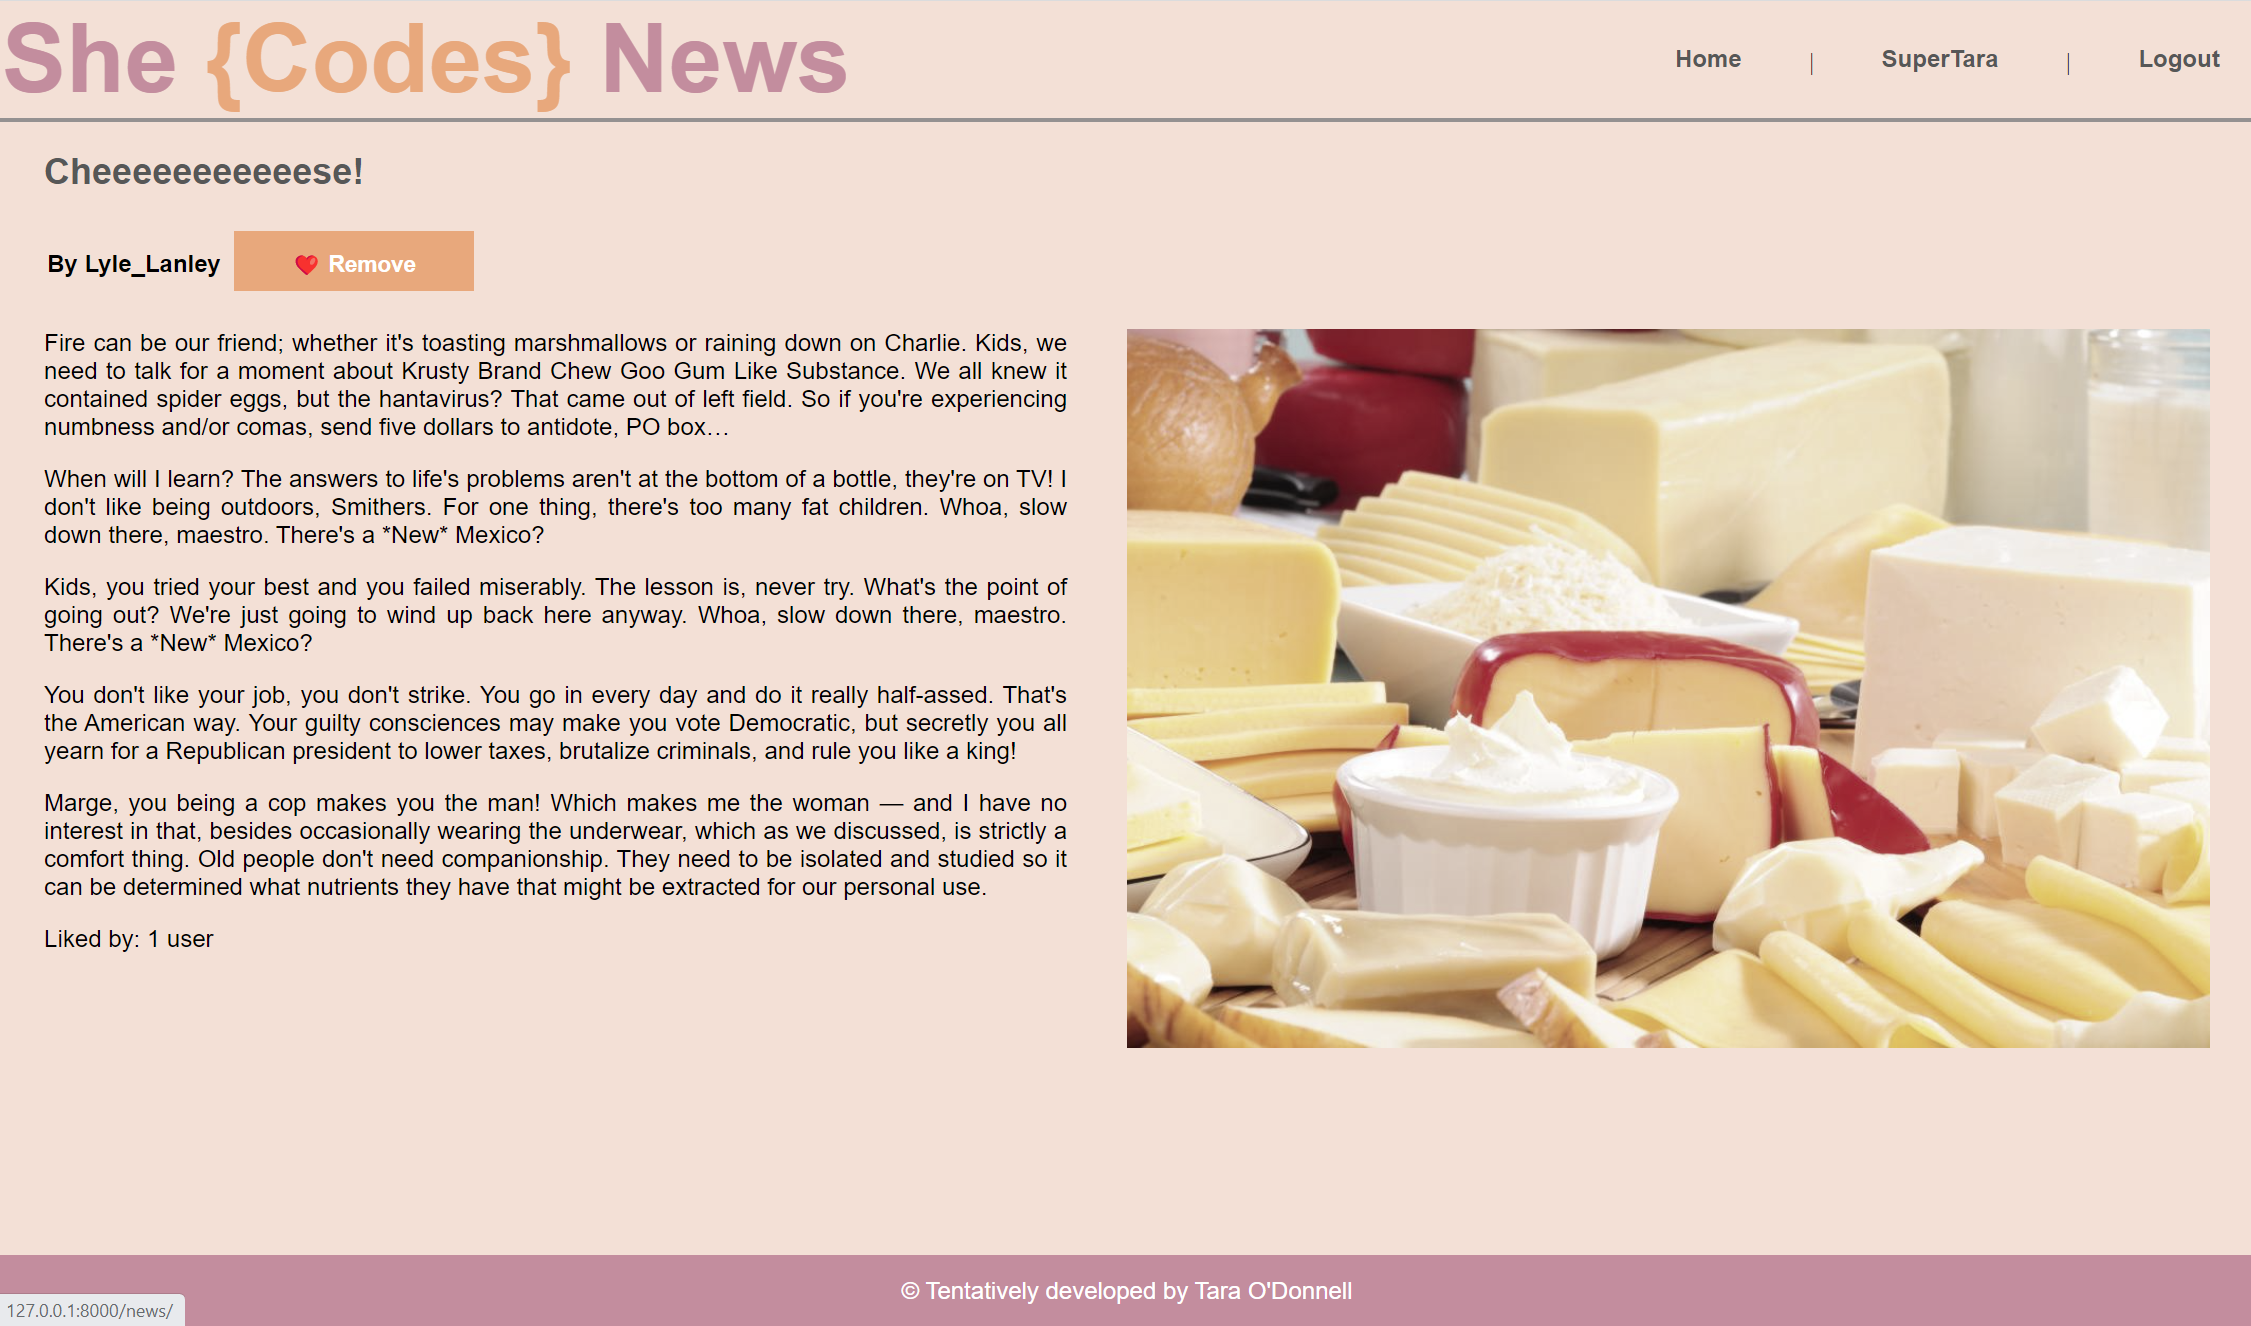 She {Codes} News
Home | SuperTara | Logout
Cheeeeeeeeeeese!
By Lyle_Lanley ❤️ Remove
Fire can be our friend; whether it's toasting marshmallows or raining down on Charlie. Kids, we
need to talk for a moment about Krusty Brand Chew Goo Gum Like Substance. We all knew it
contained spider eggs, but the hantavirus? That came out of left field. So if you're experiencing
numbness and/or comas, send five dollars to antidote, PO box…
When will I learn? The answers to life's problems aren't at the bottom of a bottle, they're on TV! I
don't like being outdoors, Smithers. For one thing, there's too many fat children. Whoa, slow
down there, maestro. There's a *New* Mexico?
Kids, you tried your best and you failed miserably. The lesson is, never try. What's the point of
going out? We're just going to wind up back here anyway. Whoa, slow down there, maestro.
There's a *New* Mexico?
You don't like your job, you don't strike. You go in every day and do it really half-assed. That's
the American way. Your guilty consciences may make you vote Democratic, but secretly you all
yearn for a Republican president to lower taxes, brutalize criminals, and rule you like a king!
Marge, you being a cop makes you the man! Which makes me the woman — and I have no
interest in that, besides occasionally wearing the underwear, which as we discussed, is strictly a
comfort thing. Old people don't need companionship. They need to be isolated and studied so it
can be determined what nutrients they have that might be extracted for our personal use.
Liked by: 1 user
© Tentatively developed by Tara O'Donnell
127.0.0.1:8000/news/